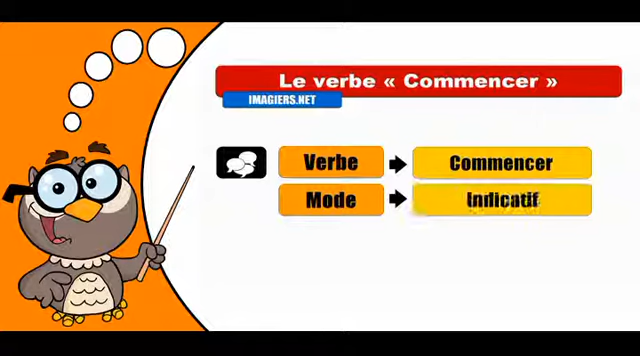 Le verbe « Commencer »
IMAGIERS.NET
Verbe Commencer
Mode Indicatif